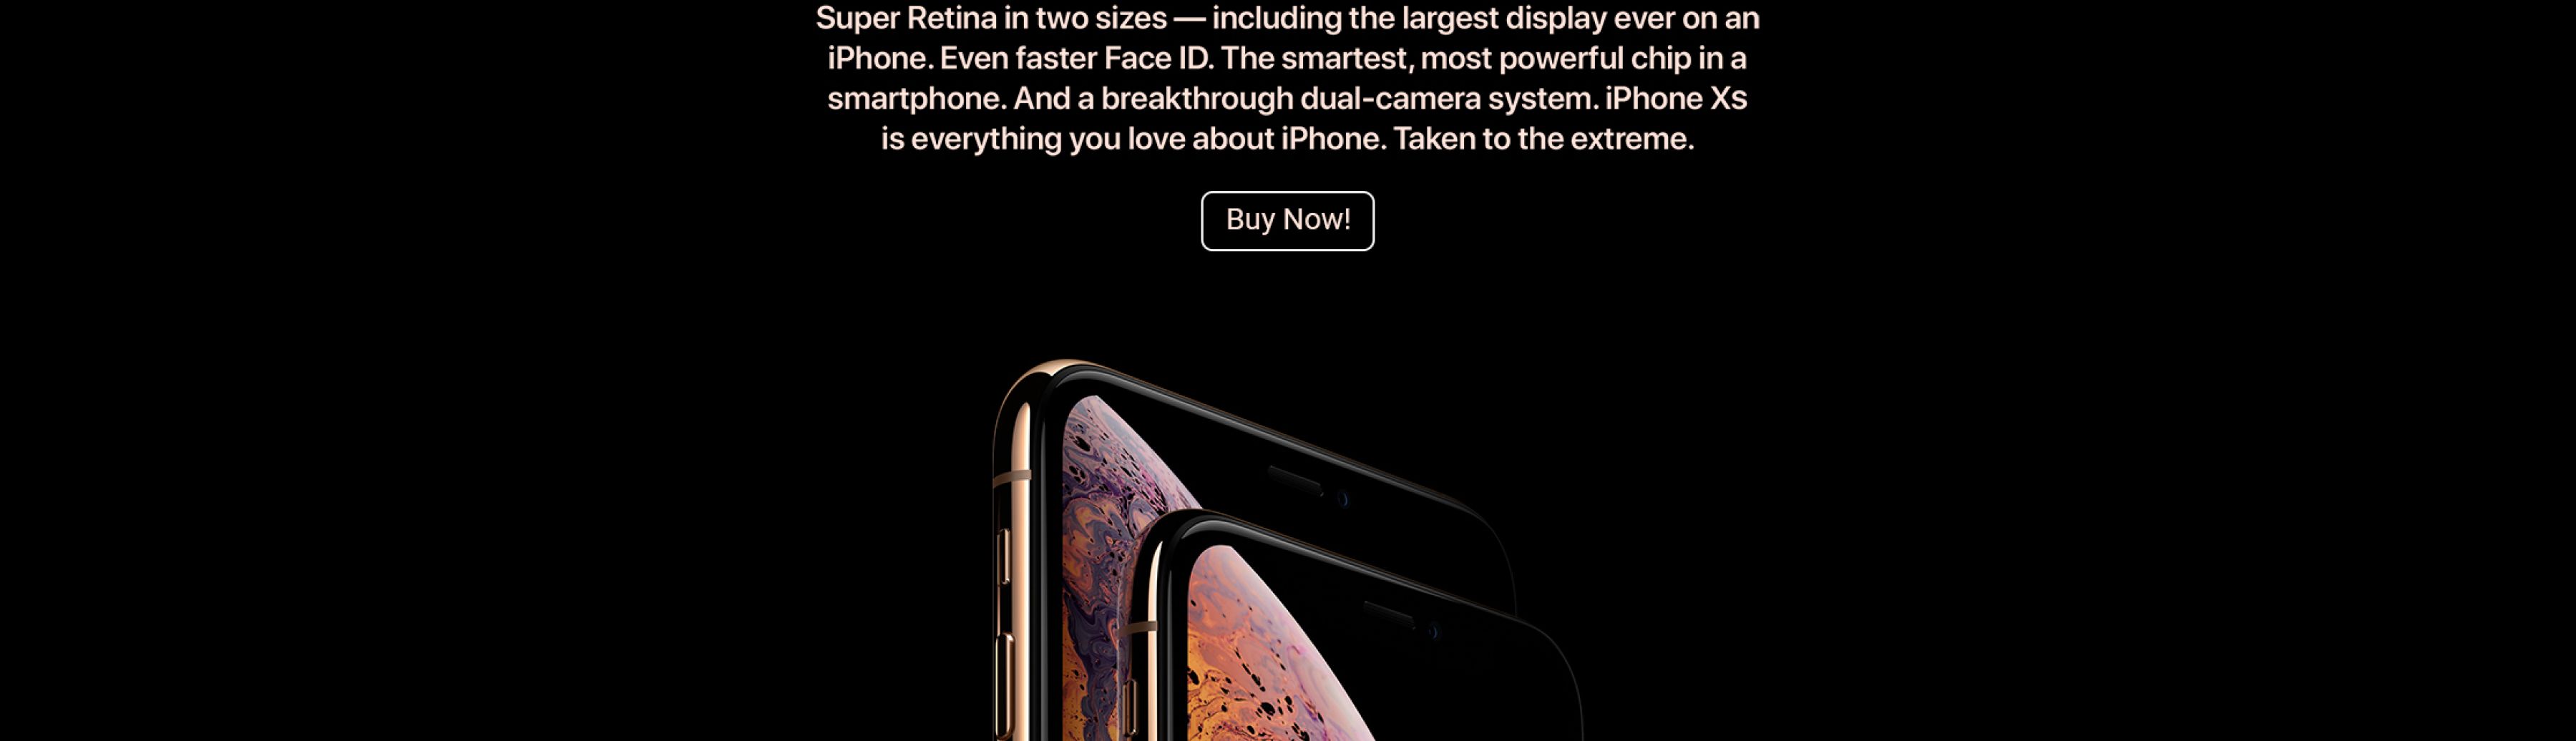 Super Retina in two sizes — including the largest display ever on an
iPhone. Even faster Face ID. The smartest, most powerful chip in a
smartphone. And a breakthrough dual-camera system. iPhone Xs
is everything you love about iPhone. Taken to the extreme.
Buy Now!